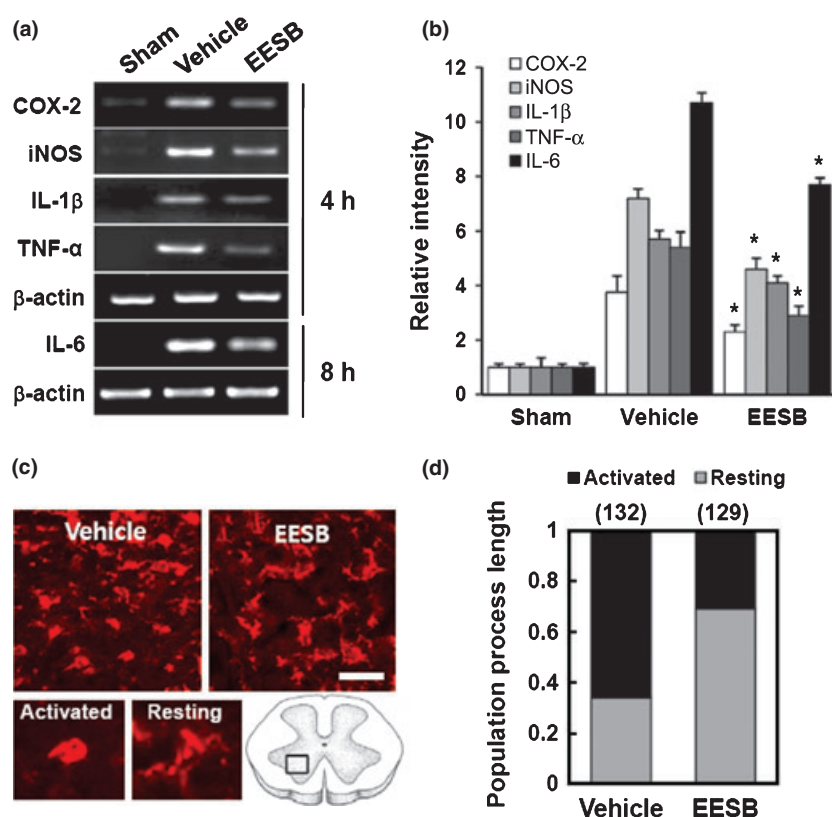 (a)
Sham Vehicle EESB
COX-2
iNOS
IL-1β
TNF-α
β-actin
IL-6
β-actin
4 h
8 h
(b)
COX-2
iNOS
IL-1β
TNF-α
IL-6
Relative intensity
12
10
8
6
4
2
0
* * * * *
Sham Vehicle EESB
(c)
Vehicle
EESB
Activated
Resting
(d)
Activated Resting
(132) (129)
Population process length
1
0.8
0.6
0.4
0.2
0
Vehicle EESB